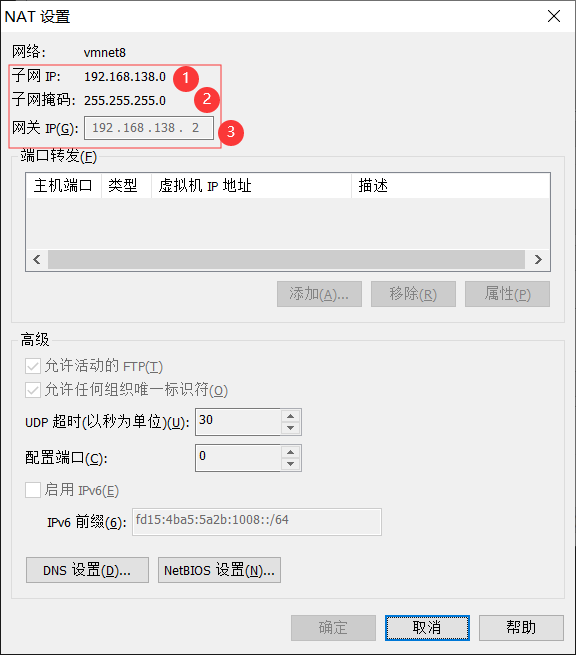 NAT 设置
网络: vmnet8
子网 IP: 192.168.138.0 1
子网掩码: 255.255.255.0 2
网关 IP(G): 192 . 168 . 138 . 2 3
端口转发(F)
主机端口 类型 虚拟机 IP 地址 描述
添加(A)... 移除(R) 属性(P)
高级
允许活动的 FTP(T)
允许任何组织唯一标识符(O)
UDP 超时(以秒为单位)(U): 30
配置端口(C): 0
启用 IPv6(E)
IPv6 前缀(6): fd15:4ba5:5a2b:1008::/64
DNS 设置(D)... NetBIOS 设置(N)...
确定 取消 帮助